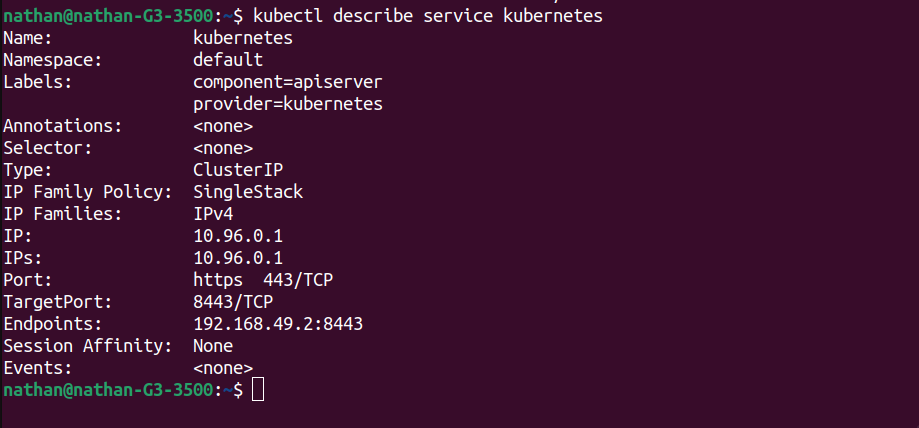 nathan@nathan-G3-3500:~$ kubectl describe service kubernetes
Name:              kubernetes
Namespace:         default
Labels:            component=apiserver
                   provider=kubernetes
Annotations:       <none>
Selector:          <none>
Type:              ClusterIP
IP Family Policy:  SingleStack
IP Families:       IPv4
IP:                10.96.0.1
IPs:               10.96.0.1
Port:              https  443/TCP
TargetPort:        8443/TCP
Endpoints:         192.168.49.2:8443
Session Affinity:  None
Events:            <none>
nathan@nathan-G3-3500:~$